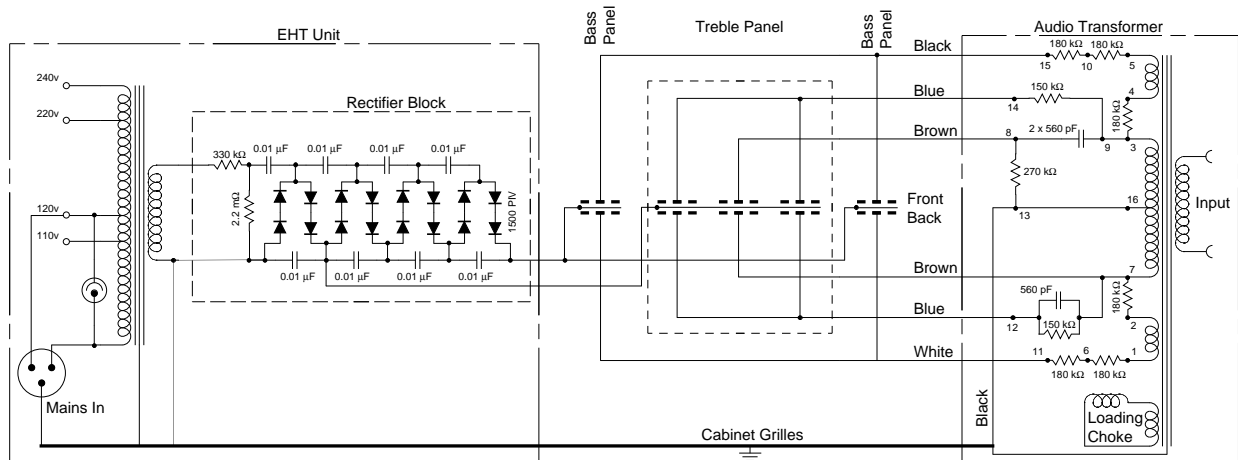 EHT Unit
240v
220v
120v
110v
Mains In
Rectifier Block
330 kΩ
0.01 µF
0.01 µF
0.01 µF
0.01 µF
2.2 mΩ
1500 PIV
0.01 µF
0.01 µF
0.01 µF
0.01 µF
Bass
Panel
Treble Panel
Bass
Panel
Front
Back
Black
Blue
Brown
Brown
Blue
White
Black
Cabinet Grilles
Audio Transformer
180 kΩ
180 kΩ
15
10
5
150 kΩ
14
4
180 kΩ
2 x 560 pF
8
9
3
270 kΩ
13
16
Input
7
560 pF
180 kΩ
12
150 kΩ
2
11
6
1
180 kΩ
180 kΩ
Loading
Choke